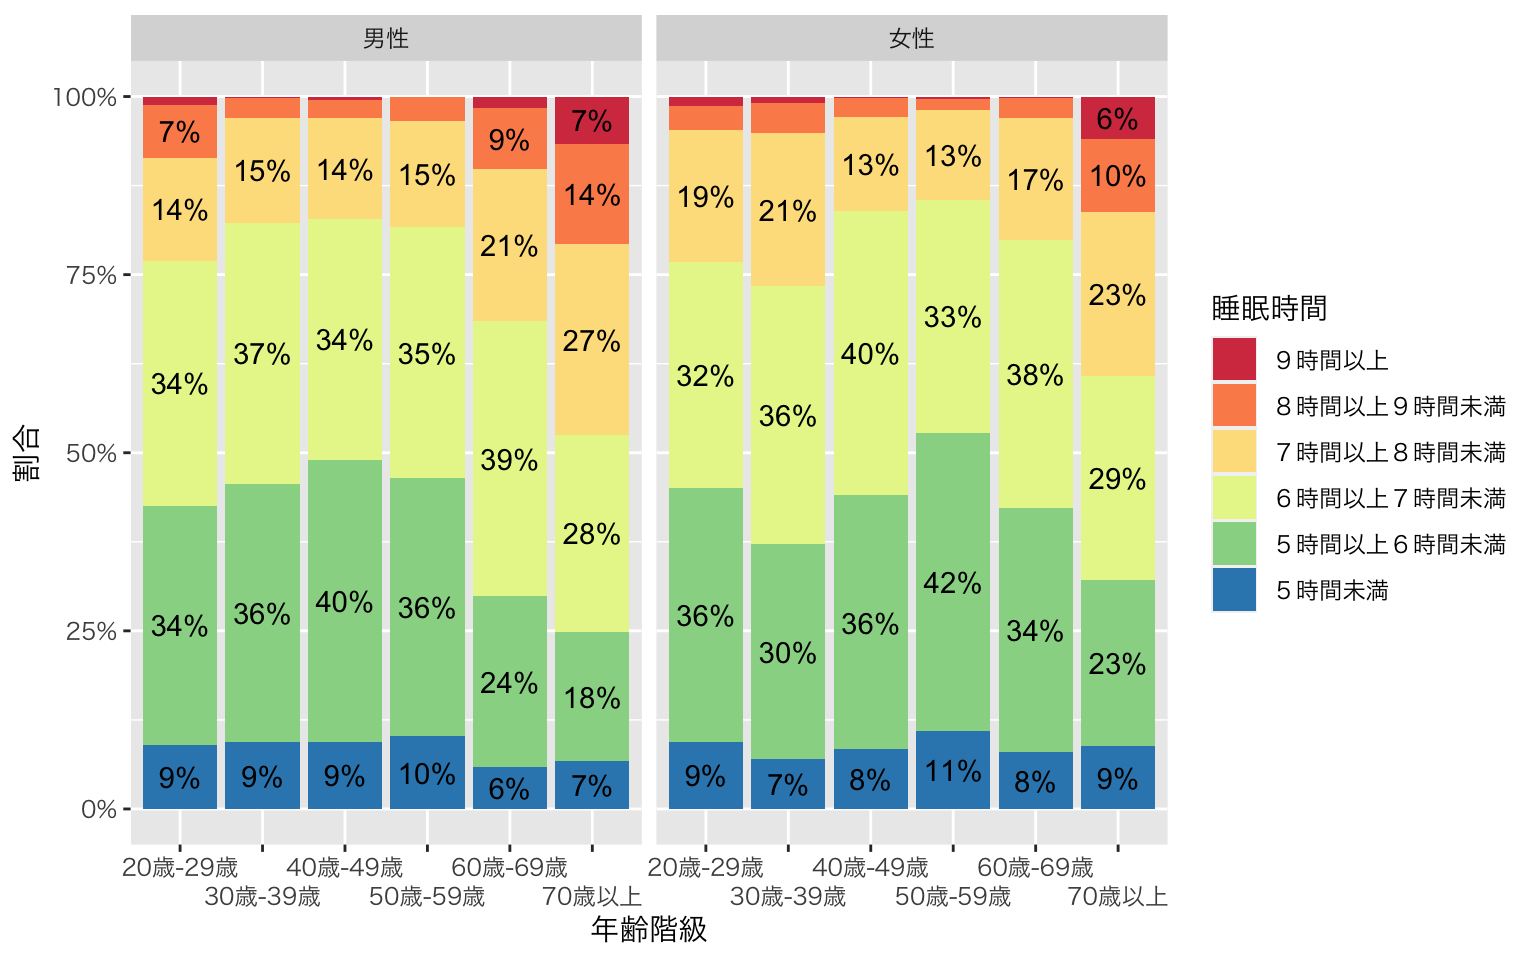 男性
女性
割合
100%
75%
50%
25%
0%
7%
14%
34%
34%
9%
15%
37%
36%
9%
14%
34%
40%
9%
15%
35%
36%
10%
9%
21%
39%
24%
6%
7%
14%
27%
28%
18%
7%
19%
32%
36%
9%
21%
36%
30%
7%
13%
40%
36%
8%
13%
33%
42%
11%
17%
38%
34%
8%
6%
10%
23%
29%
23%
9%
20歳-29歳
30歳-39歳
40歳-49歳
50歳-59歳
60歳-69歳
70歳以上
20歳-29歳
30歳-39歳
40歳-49歳
50歳-59歳
60歳-69歳
70歳以上
年齢階級
睡眠時間
９時間以上
８時間以上９時間未満
７時間以上８時間未満
６時間以上７時間未満
５時間以上６時間未満
５時間未満